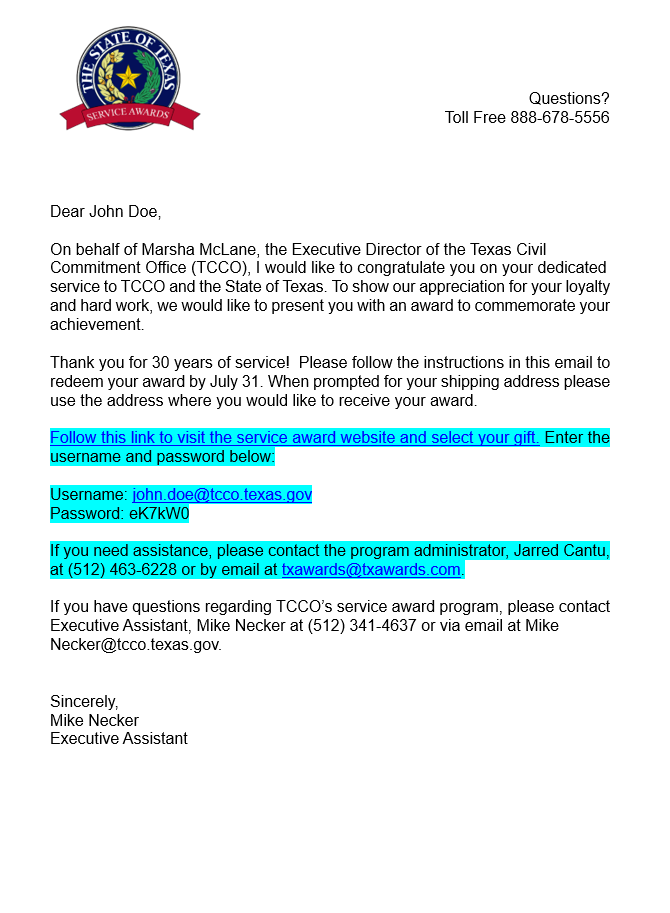 THE STATE OF TEXAS
SERVICE AWARDS
Questions?
Toll Free 888-678-5556
Dear John Doe,
On behalf of Marsha McLane, the Executive Director of the Texas Civil
Commitment Office (TCCO), I would like to congratulate you on your dedicated
service to TCCO and the State of Texas. To show our appreciation for your loyalty
and hard work, we would like to present you with an award to commemorate your
achievement.
Thank you for 30 years of service!  Please follow the instructions in this email to
redeem your award by July 31. When prompted for your shipping address please
use the address where you would like to receive your award.
Follow this link to visit the service award website and select your gift. Enter the
username and password below:
Username: john.doe@tcco.texas.gov
Password: eK7kW0
If you need assistance, please contact the program administrator, Jarred Cantu,
at (512) 463-6228 or by email at txawards@txawards.com.
If you have questions regarding TCCO’s service award program, please contact
Executive Assistant, Mike Necker at (512) 341-4637 or via email at Mike
Necker@tcco.texas.gov.
Sincerely,
Mike Necker
Executive Assistant